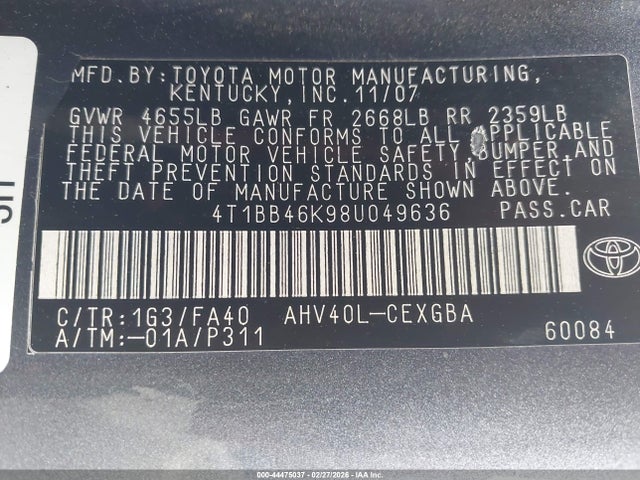 MFD.BY:TOYOTA MOTOR MANUFACTURING,
KENTUCKY,INC.11/07
GVWR 4655LB GAWR FR 2668LB RR 2359LB
THIS VEHICLE CONFORMS TO ALL APPLICABLE
FEDERAL MOTOR VEHICLE SAFETY,BUMPER,AND
THEFT PREVENTION STANDARDS IN EFFECT ON
THE DATE OF MANUFACTURE SHOWN ABOVE.
4T1BB46K98U049636 PASS.CAR
TOYOTA
C/TR:1G3/FA40 AHV40L-CEXGBA
A/TM:-01A/P311 60084
000-44475037 - 02/27/2026 - IAA Inc.